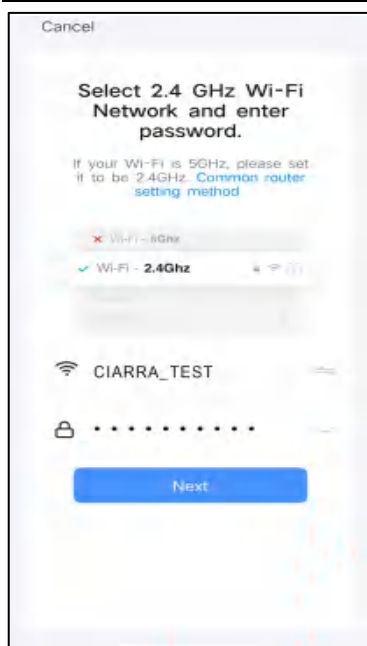 Cancel
Select 2.4 GHz Wi-Fi
Network and enter
password.
If your Wi-Fi is 5GHz, please set
it to be 2.4GHz. Common router
setting method
Wi-Fi - 5Ghz
Wi-Fi - 2.4Ghz
CIARRA_TEST
••••••••••
Next